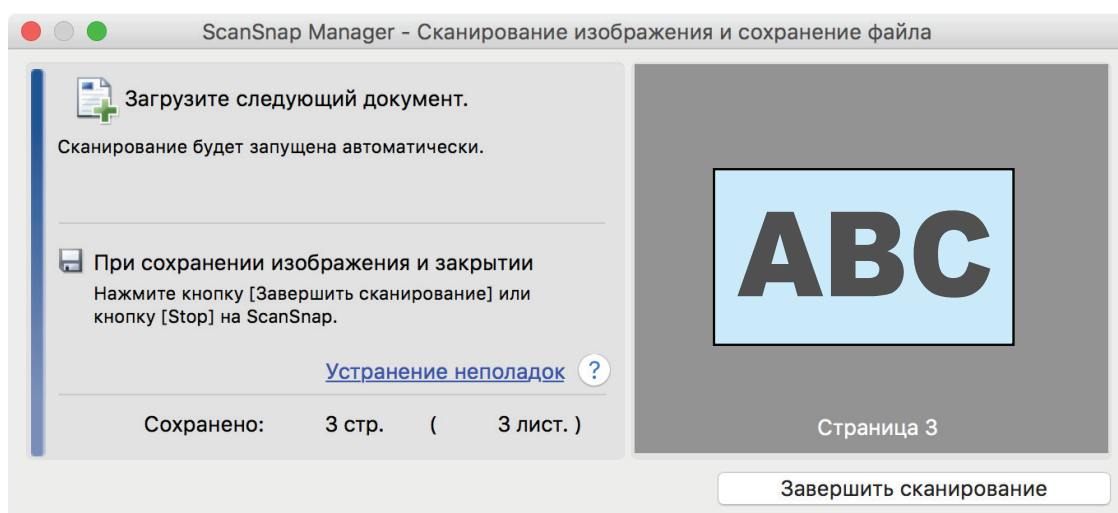 ScanSnap Manager - Сканирование изображения и сохранение файла
Загрузите следующий документ.
Сканирование будет запущена автоматически.
При сохранении изображения и закрытии
Нажмите кнопку [Завершить сканирование] или
кнопку [Stop] на ScanSnap.
Устранение неполадок ?
Сохранено: 3 стр. ( 3 лист. )
ABC
Страница 3
Завершить сканирование